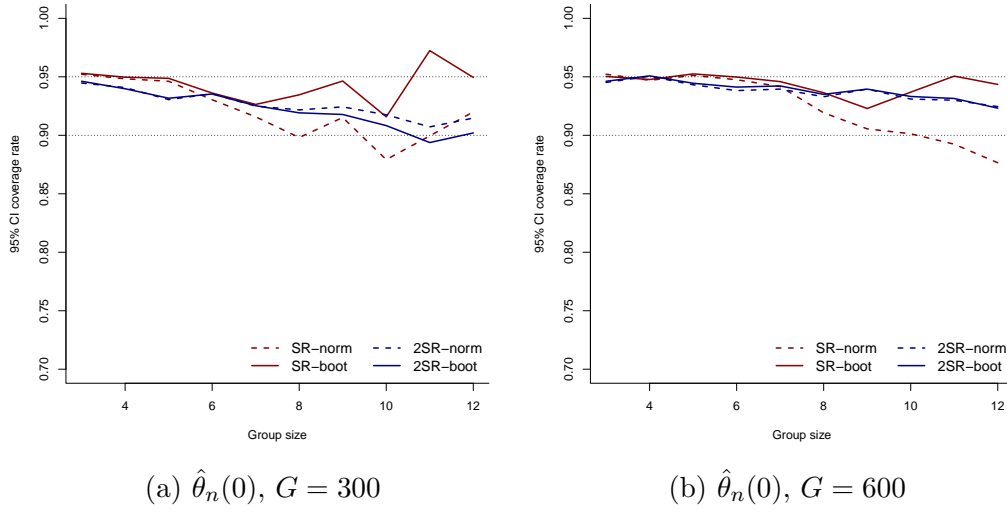 1.00
0.95
0.90
0.85
0.80
0.75
0.70
95% CI coverage rate
SR−norm
SR−boot
2SR−norm
2SR−boot
4 6 8 10 12
Group size
(a) θ̂ₙ(0), G = 300
1.00
0.95
0.90
0.85
0.80
0.75
0.70
95% CI coverage rate
SR−norm
SR−boot
2SR−norm
2SR−boot
4 6 8 10 12
Group size
(b) θ̂ₙ(0), G = 600